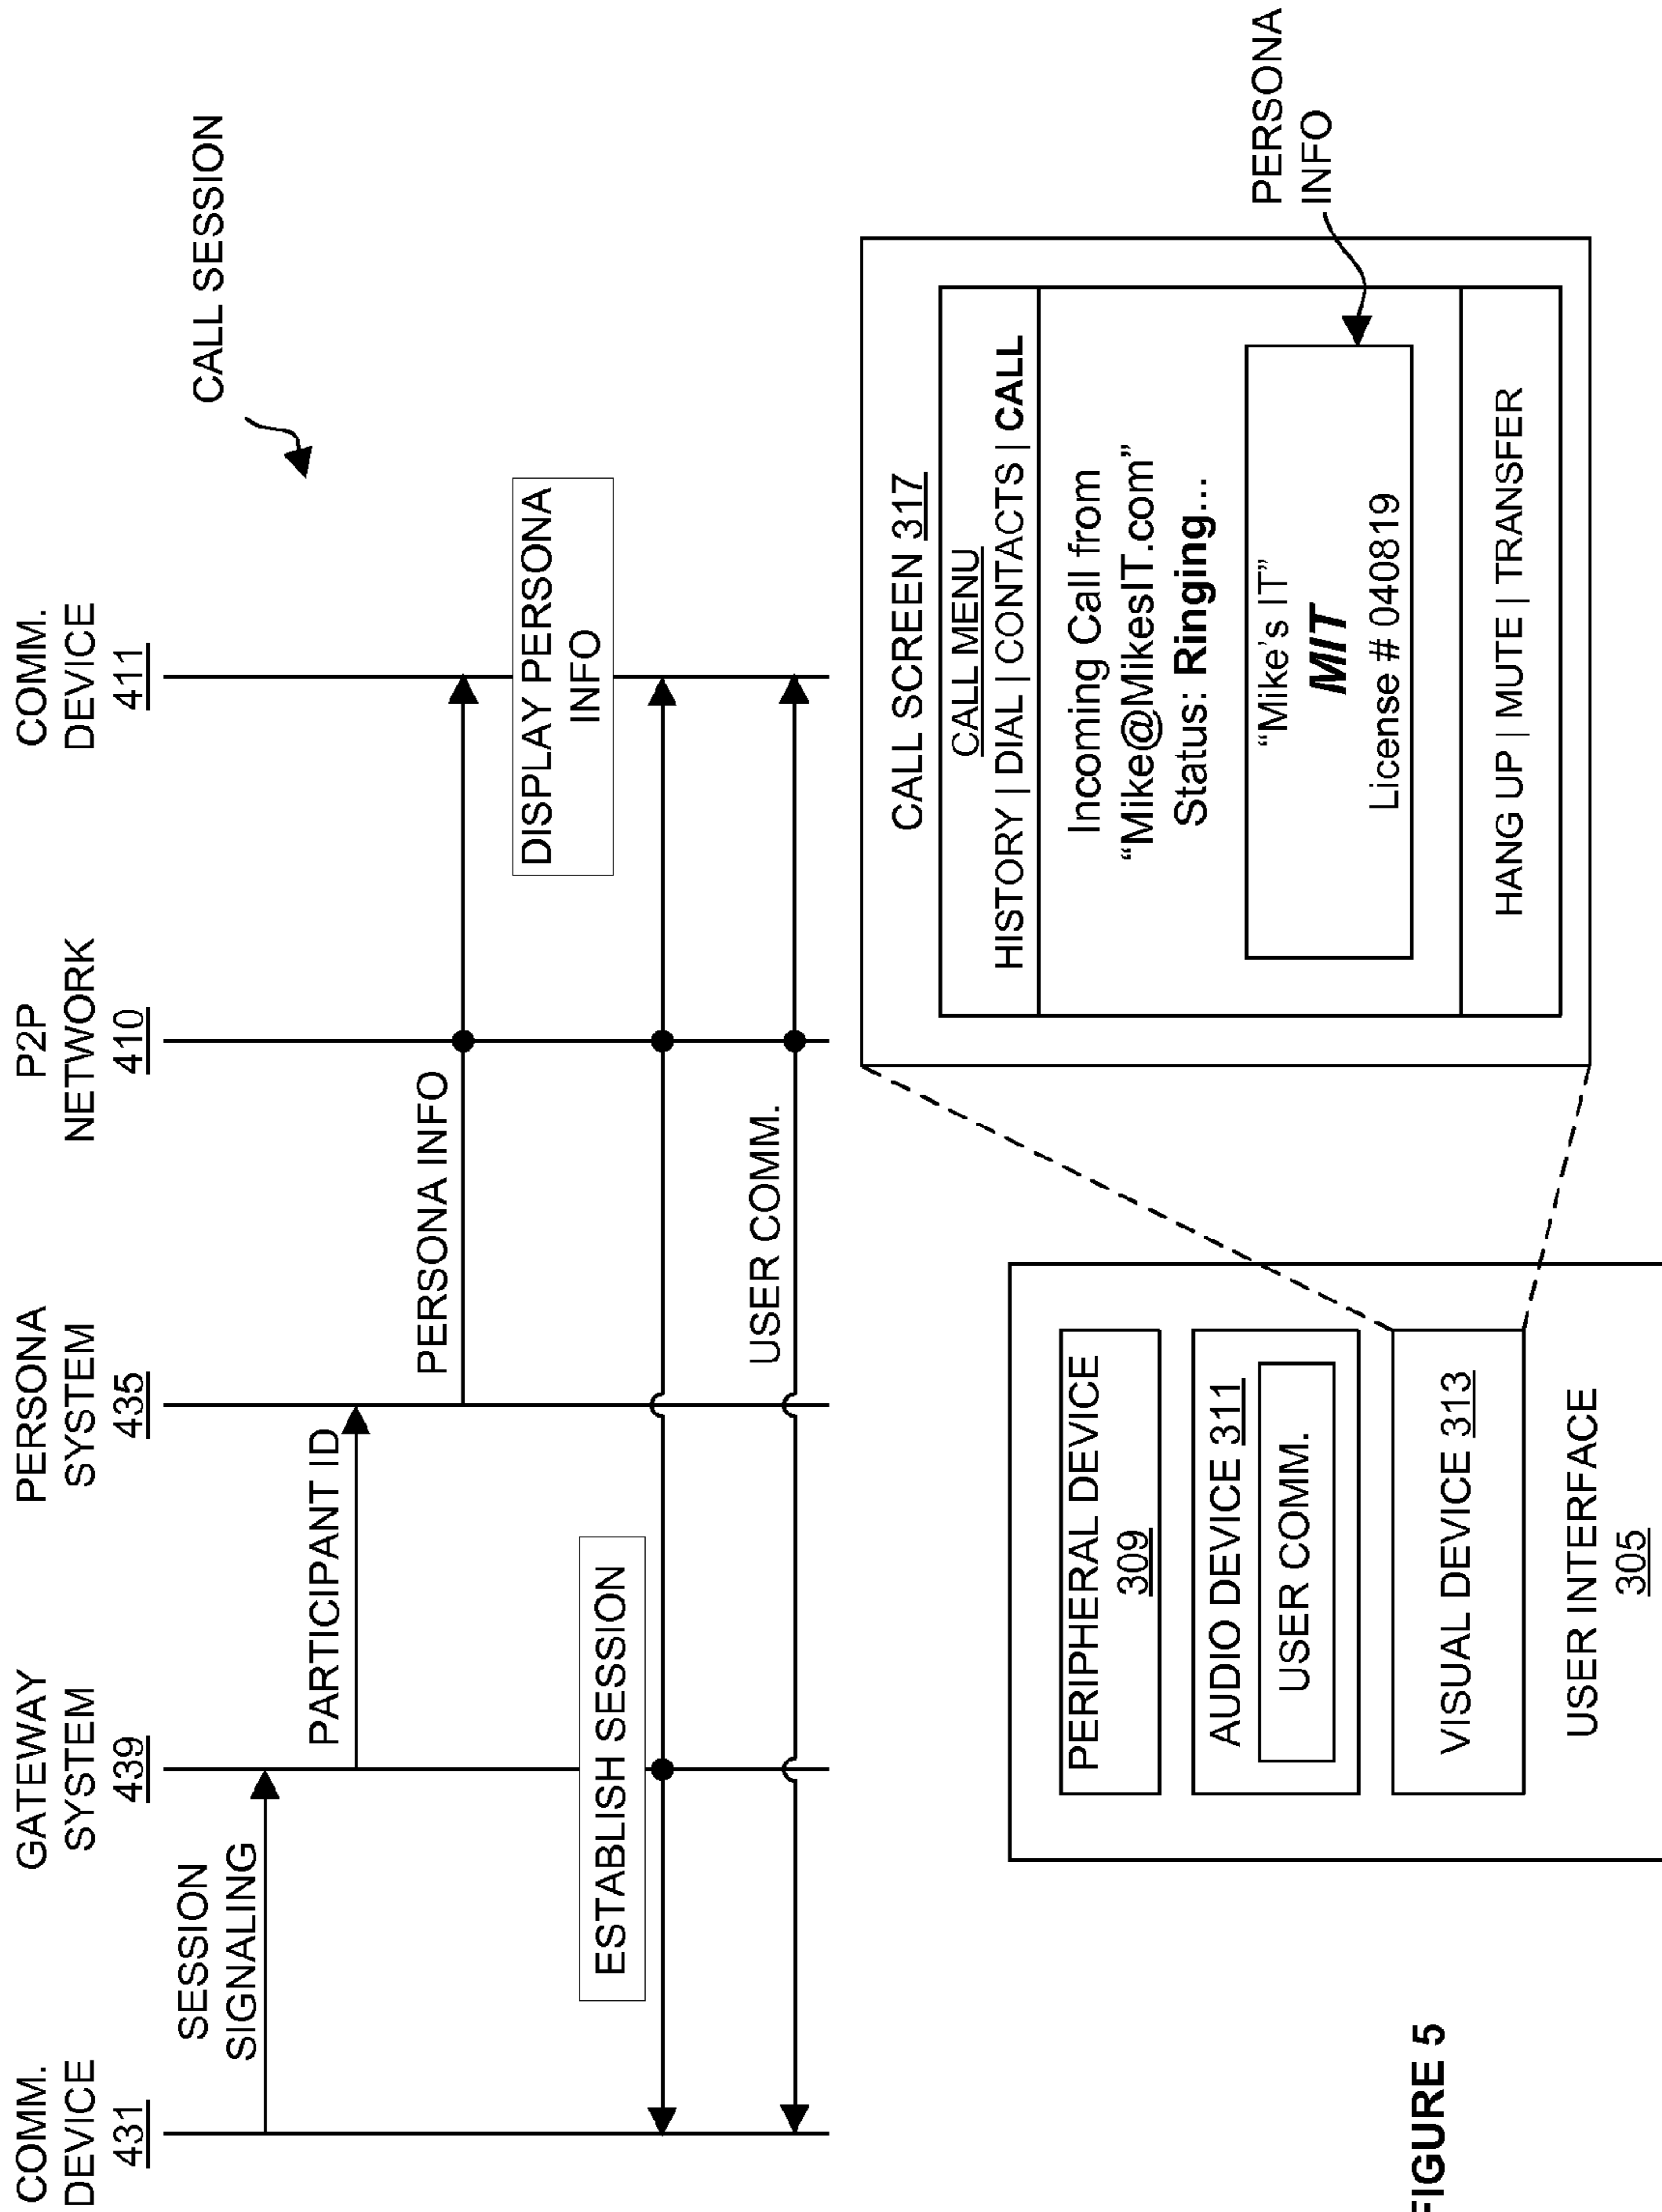 COMM.
DEVICE
431
GATEWAY
SYSTEM
439
PERSONA
SYSTEM
435
P2P
NETWORK
410
COMM.
DEVICE
411
CALL SESSION
SESSION
SIGNALING
PARTICIPANT ID
PERSONA INFO
DISPLAY PERSONA
INFO
ESTABLISH SESSION
USER COMM.
PERIPHERAL DEVICE
309
AUDIO DEVICE 311
USER COMM.
VISUAL DEVICE 313
USER INTERFACE
305
CALL SCREEN 317
CALL MENU
HISTORY | DIAL | CONTACTS | CALL
Incoming Call from
“Mike@MikesIT.com”
Status: Ringing...
“Mike’s IT”
MIT
License # 040819
HANG UP | MUTE | TRANSFER
PERSONA
INFO
FIGURE 5